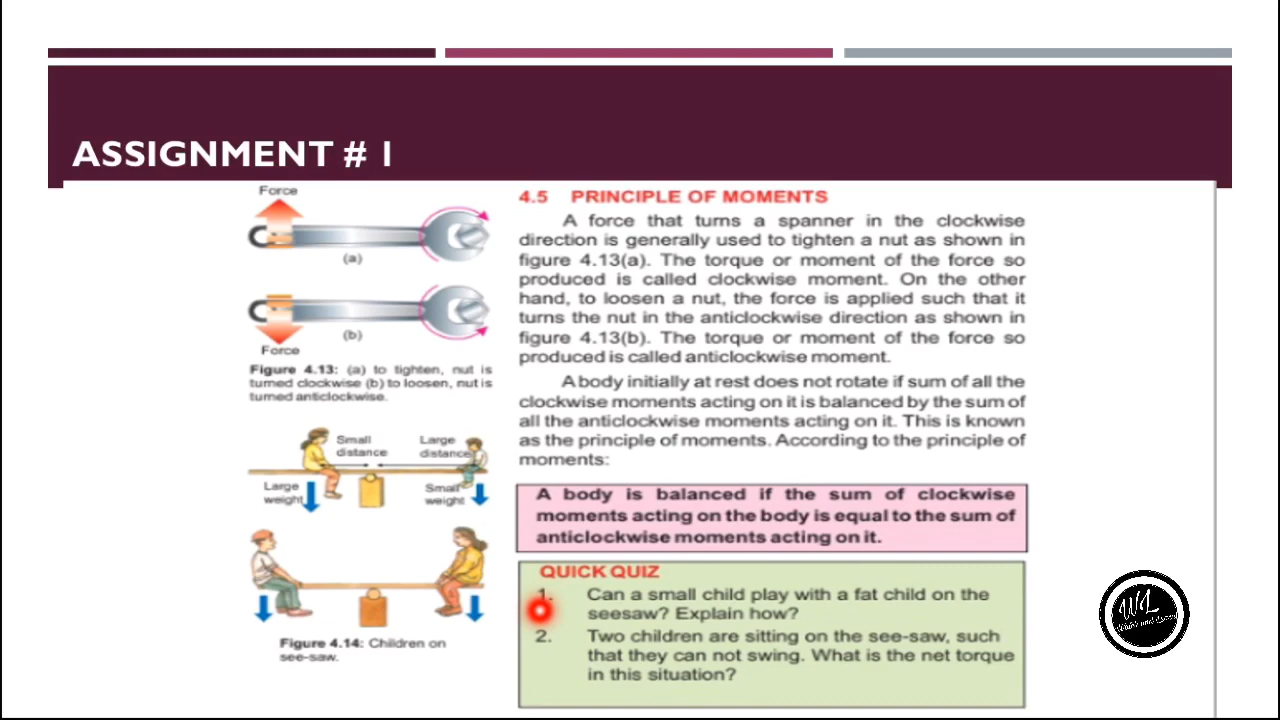 ASSIGNMENT # 1
Force
(a)
(b)
Force
Figure 4.13: (a) to tighten, nut is
turned clockwise (b) to loosen, nut is
turned anticlockwise.
Small
distance
Large
distance
Large
weight
Small
weight
Figure 4.14: Children on
see-saw.
4.5 PRINCIPLE OF MOMENTS
A force that turns a spanner in the clockwise
direction is generally used to tighten a nut as shown in
figure 4.13(a). The torque or moment of the force so
produced is called clockwise moment. On the other
hand, to loosen a nut, the force is applied such that it
turns the nut in the anticlockwise direction as shown in
figure 4.13(b). The torque or moment of the force so
produced is called anticlockwise moment.
A body initially at rest does not rotate if sum of all the
clockwise moments acting on it is balanced by the sum of
all the anticlockwise moments acting on it. This is known
as the principle of moments. According to the principle of
moments:
A body is balanced if the sum of clockwise
moments acting on the body is equal to the sum of
anticlockwise moments acting on it.
QUICK QUIZ
1. Can a small child play with a fat child on the
seesaw? Explain how?
2. Two children are sitting on the see-saw, such
that they can not swing. What is the net torque
in this situation?
WL